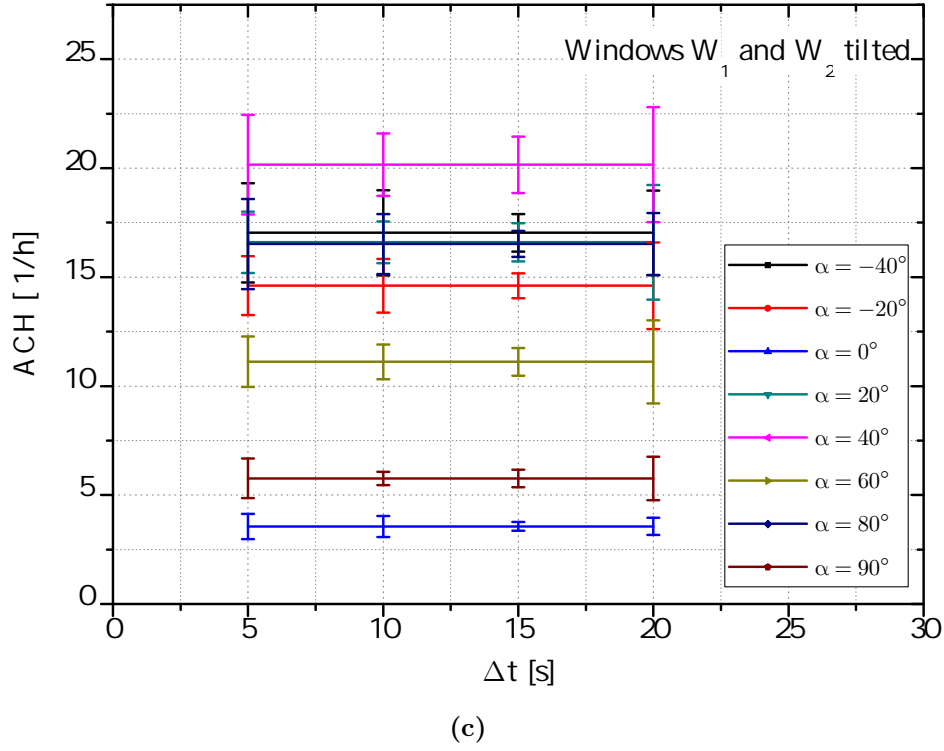 Windows W₁ and W₂ tilted
ACH [ 1/h]
25
20
15
10
5
0
0 5 10 15 20 25 30
Δt [s]
α = −40°
α = −20°
α = 0°
α = 20°
α = 40°
α = 60°
α = 80°
α = 90°
(c)